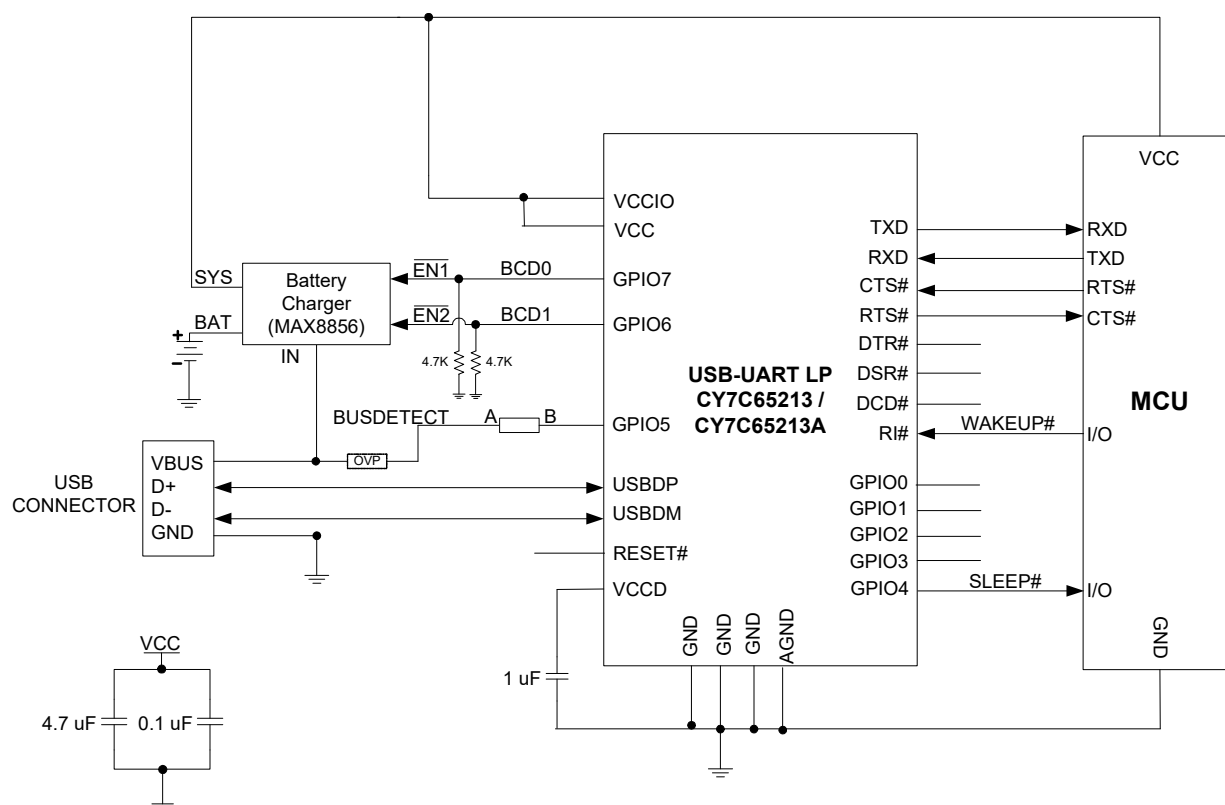 VCC
VCCIO
VCC
TXD
RXD
RXD
TXD
CTS#
RTS#
RTS#
CTS#
DTR#
DSR#
DCD#
RI#
WAKEUP#
I/O
MCU
SYS
Battery
Charger
(MAX8856)
EN1
BCD0
GPIO7
BAT
EN2
BCD1
GPIO6
+
-
IN
4.7K
4.7K
USB-UART LP
CY7C65213 /
CY7C65213A
BUSDETECT
A
B
GPIO5
OVP
USB
CONNECTOR
VBUS
D+
D-
GND
USBDP
USBDM
RESET#
VCCD
GPIO0
GPIO1
GPIO2
GPIO3
GPIO4
SLEEP#
I/O
GND
GND
GND
AGND
GND
1 uF
VCC
4.7 uF
0.1 uF